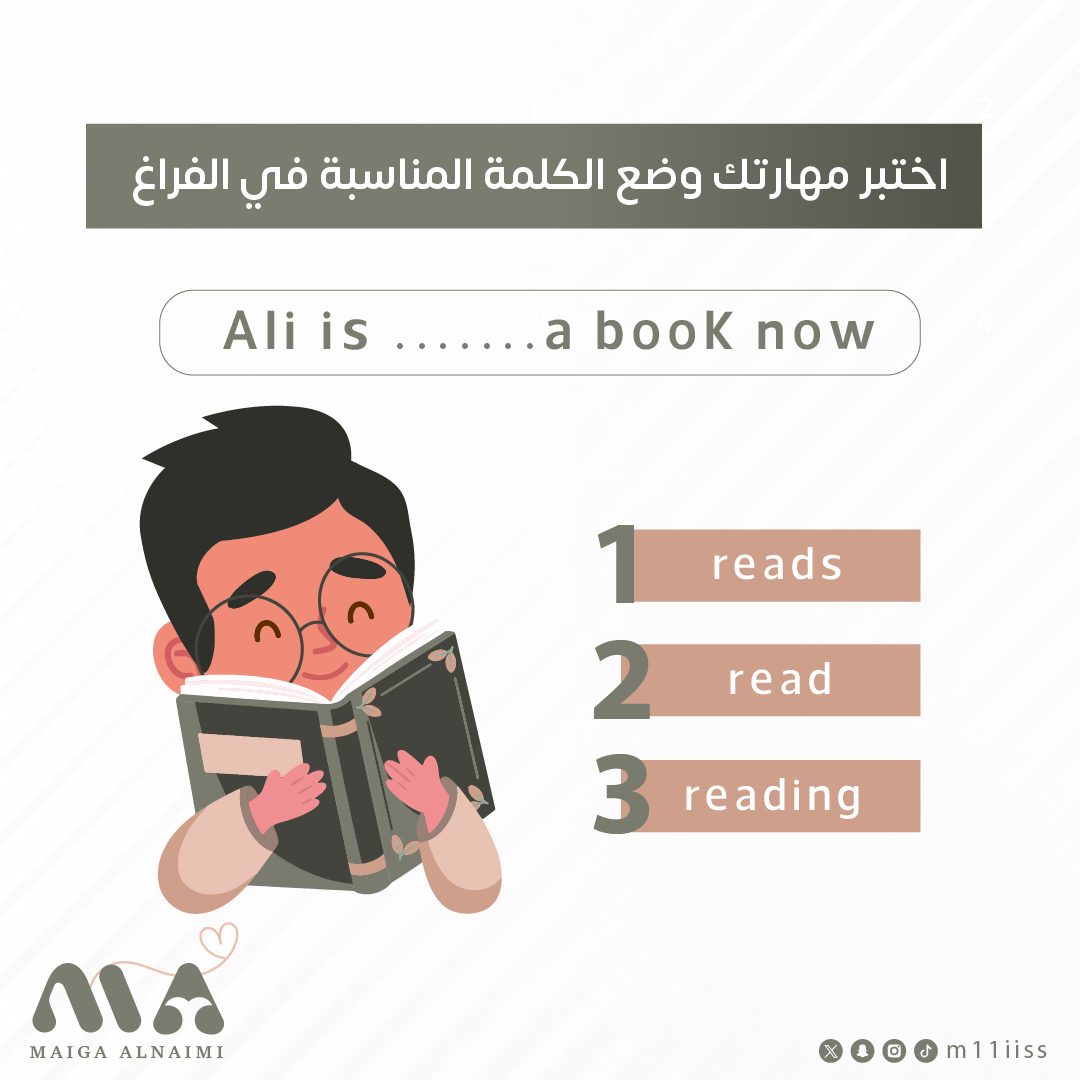 اختبر مهارتك وضع الكلمة المناسبة في الفراغ
Ali is .......a booK now
1 reads
2 read
3 reading
MA
MAIGA ALNAIMI
m11iiss